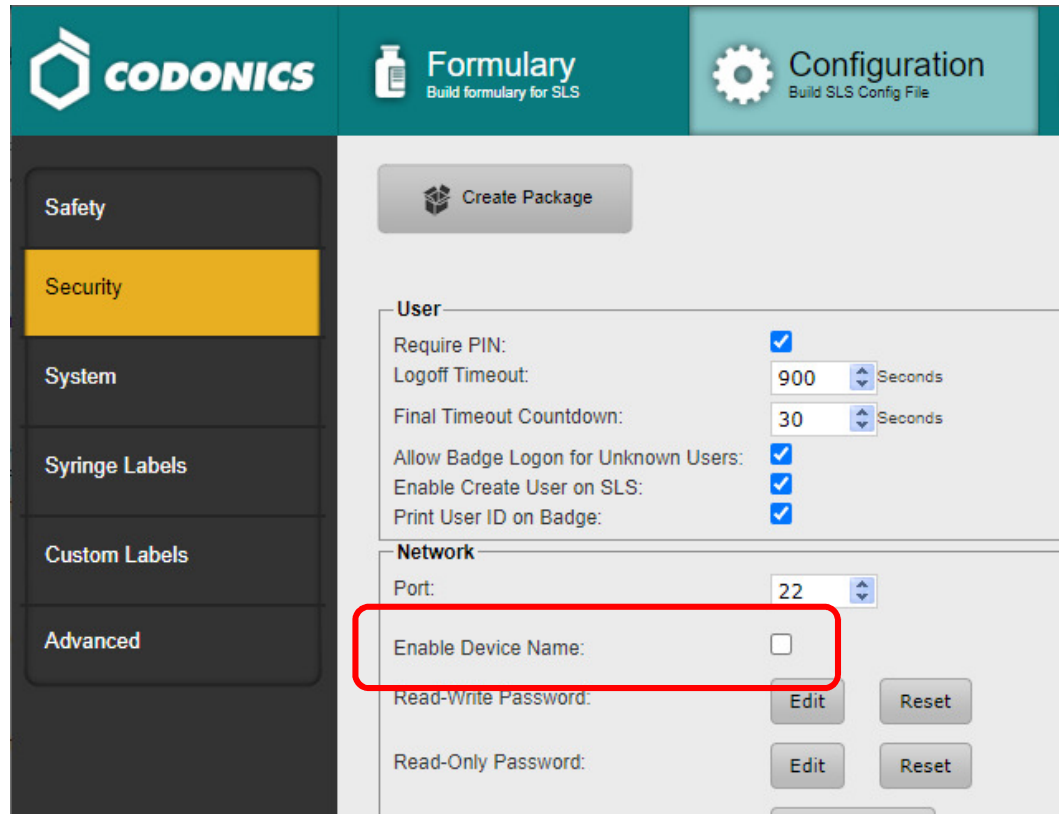 CODONICS
Formulary
Build formulary for SLS
Configuration
Build SLS Config File
Safety
Security
System
Syringe Labels
Custom Labels
Advanced
Create Package
User
Require PIN:
Logoff Timeout: 900 Seconds
Final Timeout Countdown: 30 Seconds
Allow Badge Logon for Unknown Users:
Enable Create User on SLS:
Print User ID on Badge:
Network
Port: 22
Enable Device Name:
Read-Write Password: Edit Reset
Read-Only Password: Edit Reset